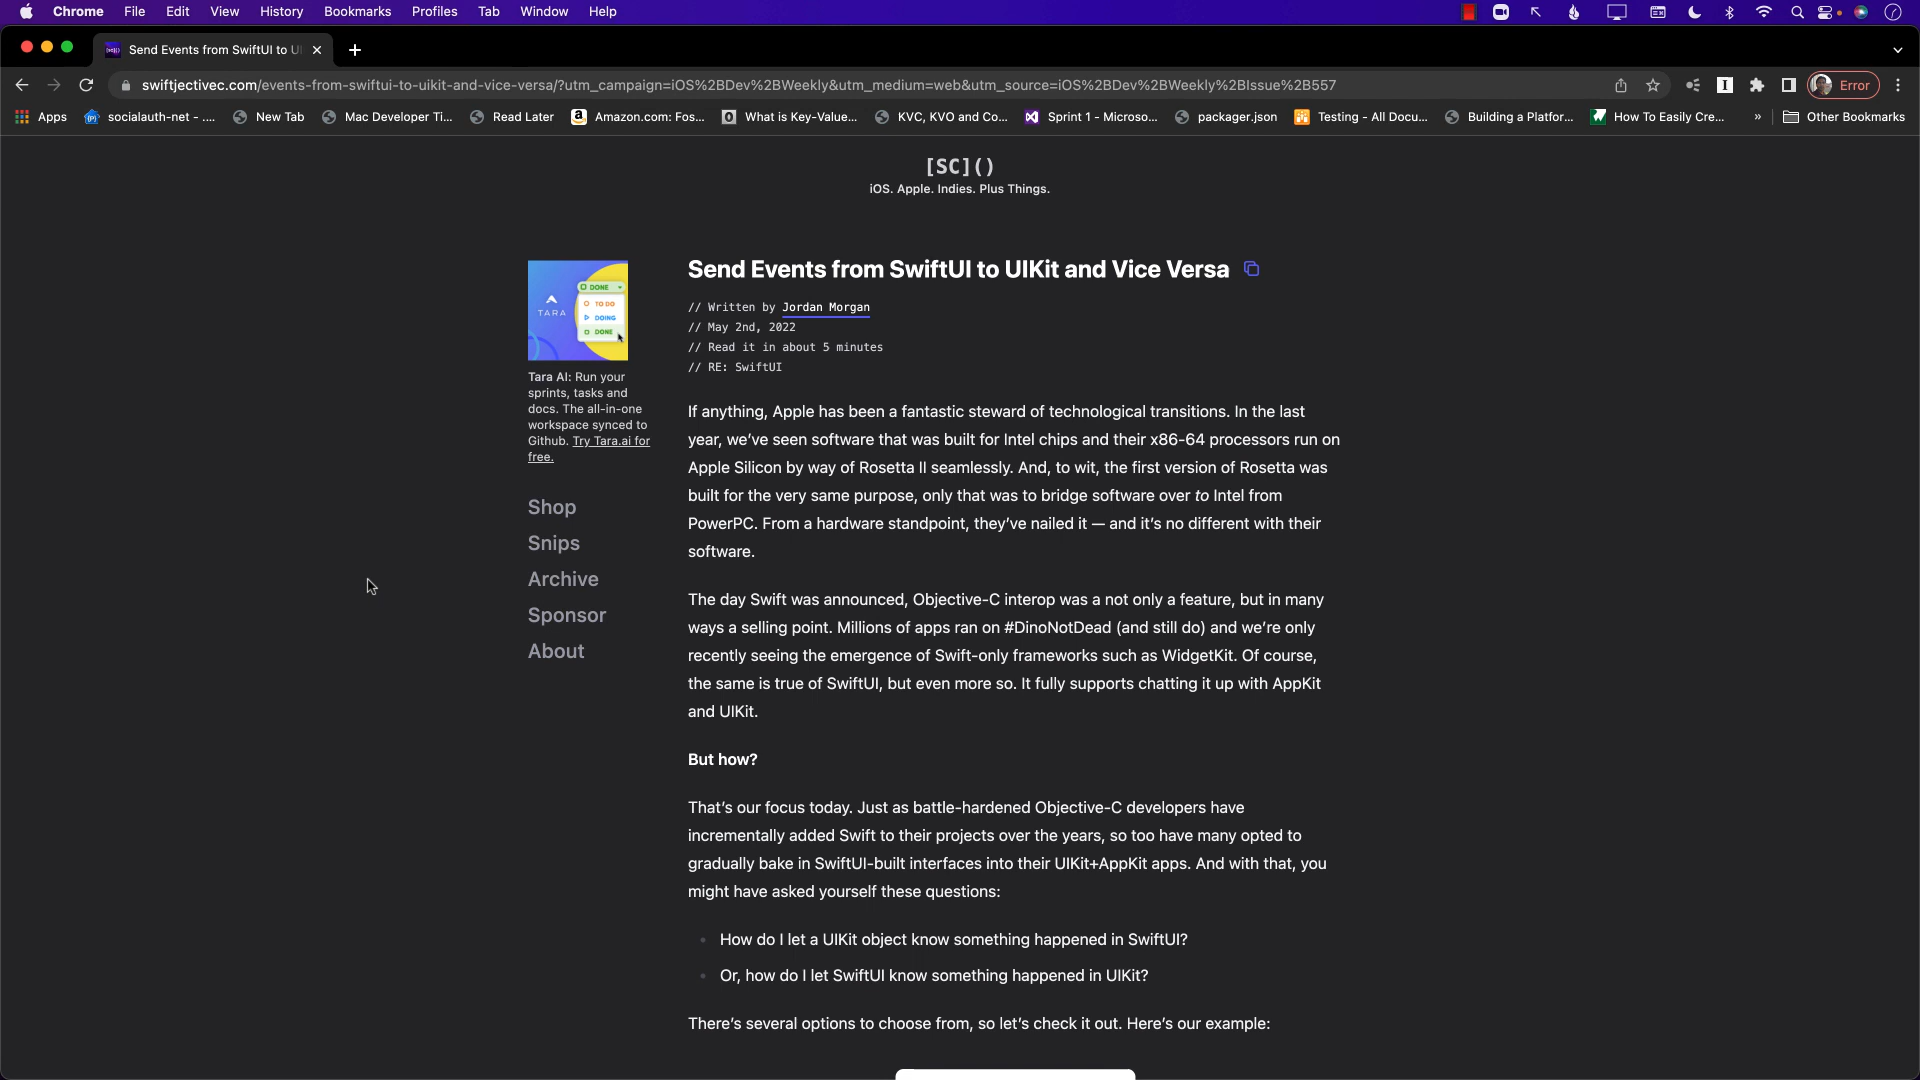 Chrome File Edit View History Bookmarks Profiles Tab Window Help
Send Events from SwiftUI to UI
swiftjectivec.com/events-from-swiftui-to-uikit-and-vice-versa/?utm_campaign=iOS%2BDev%2BWeekly&utm_medium=web&utm_source=iOS%2BDev%2BWeekly%2BIssue%2B557
Error
Apps socialauth-net - .... New Tab Mac Developer Ti... Read Later Amazon.com: Fos... What is Key-Value... KVC, KVO and Co... Sprint 1 - Microso... packager.json Testing - All Docu... Building a Platfor... How To Easily Cre... » Other Bookmarks
[SC]()
iOS. Apple. Indies. Plus Things.
TARA
DONE
TO DO
DOING
DONE
Tara AI: Run your
sprints, tasks and
docs. The all-in-one
workspace synced to
Github. Try Tara.ai for
free.
Shop
Snips
Archive
Sponsor
About
Send Events from SwiftUI to UIKit and Vice Versa
// Written by Jordan Morgan
// May 2nd, 2022
// Read it in about 5 minutes
// RE: SwiftUI
If anything, Apple has been a fantastic steward of technological transitions. In the last
year, we've seen software that was built for Intel chips and their x86-64 processors run on
Apple Silicon by way of Rosetta II seamlessly. And, to wit, the first version of Rosetta was
built for the very same purpose, only that was to bridge software over to Intel from
PowerPC. From a hardware standpoint, they've nailed it — and it's no different with their
software.
The day Swift was announced, Objective-C interop was a not only a feature, but in many
ways a selling point. Millions of apps ran on #DinoNotDead (and still do) and we're only
recently seeing the emergence of Swift-only frameworks such as WidgetKit. Of course,
the same is true of SwiftUI, but even more so. It fully supports chatting it up with AppKit
and UIKit.
But how?
That's our focus today. Just as battle-hardened Objective-C developers have
incrementally added Swift to their projects over the years, so too have many opted to
gradually bake in SwiftUI-built interfaces into their UIKit+AppKit apps. And with that, you
might have asked yourself these questions:
How do I let a UIKit object know something happened in SwiftUI?
Or, how do I let SwiftUI know something happened in UIKit?
There's several options to choose from, so let's check it out. Here's our example: